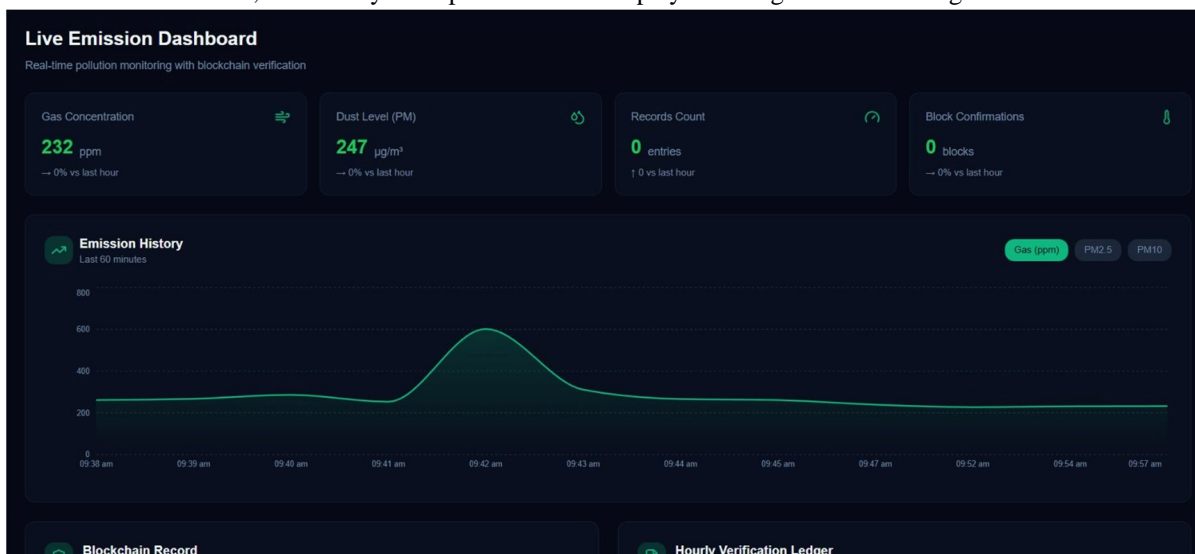 Live Emission Dashboard
Real-time pollution monitoring with blockchain verification
Gas Concentration
232 ppm
→ 0% vs last hour
Dust Level (PM)
247 µg/m³
→ 0% vs last hour
Records Count
0 entries
↑ 0 vs last hour
Block Confirmations
0 blocks
→ 0% vs last hour
Emission History
Last 60 minutes
Gas (ppm) PM2.5 PM10
800
600
400
200
0
09:38 am 09:39 am 09:40 am 09:41 am 09:42 am 09:43 am 09:44 am 09:45 am 09:47 am 09:52 am 09:54 am 09:57 am
Blockchain Record
Hourly Verification Ledger